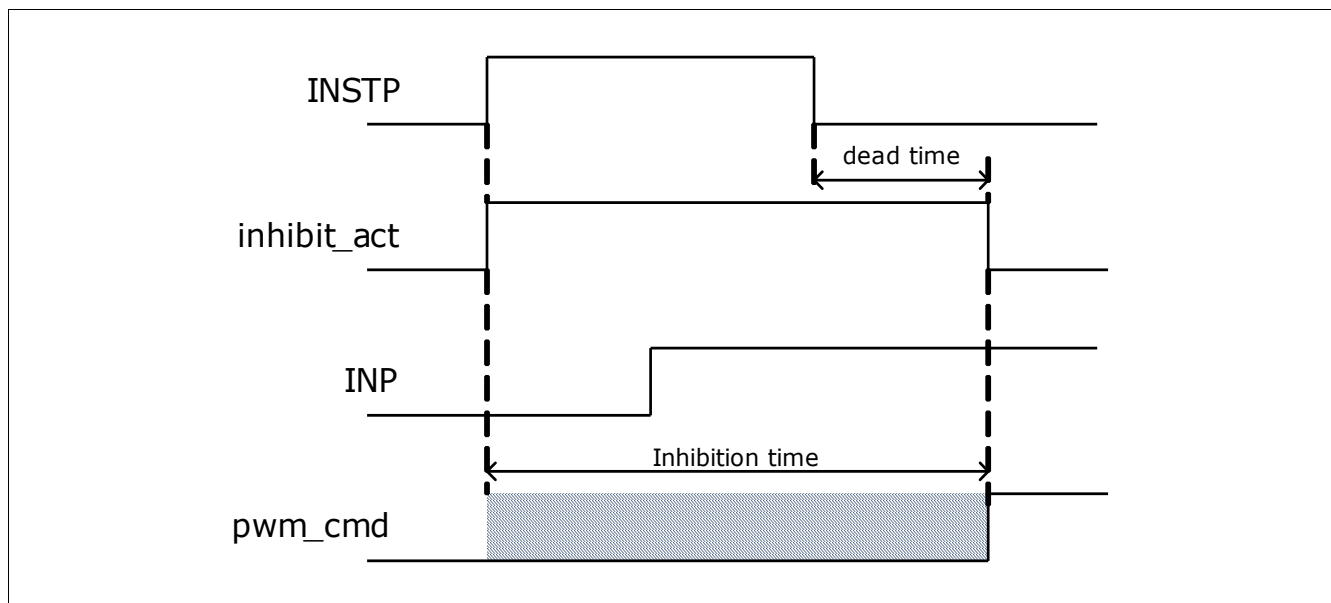 INSTP
dead time
inhibit_act
INP
Inhibition time
pwm_cmd